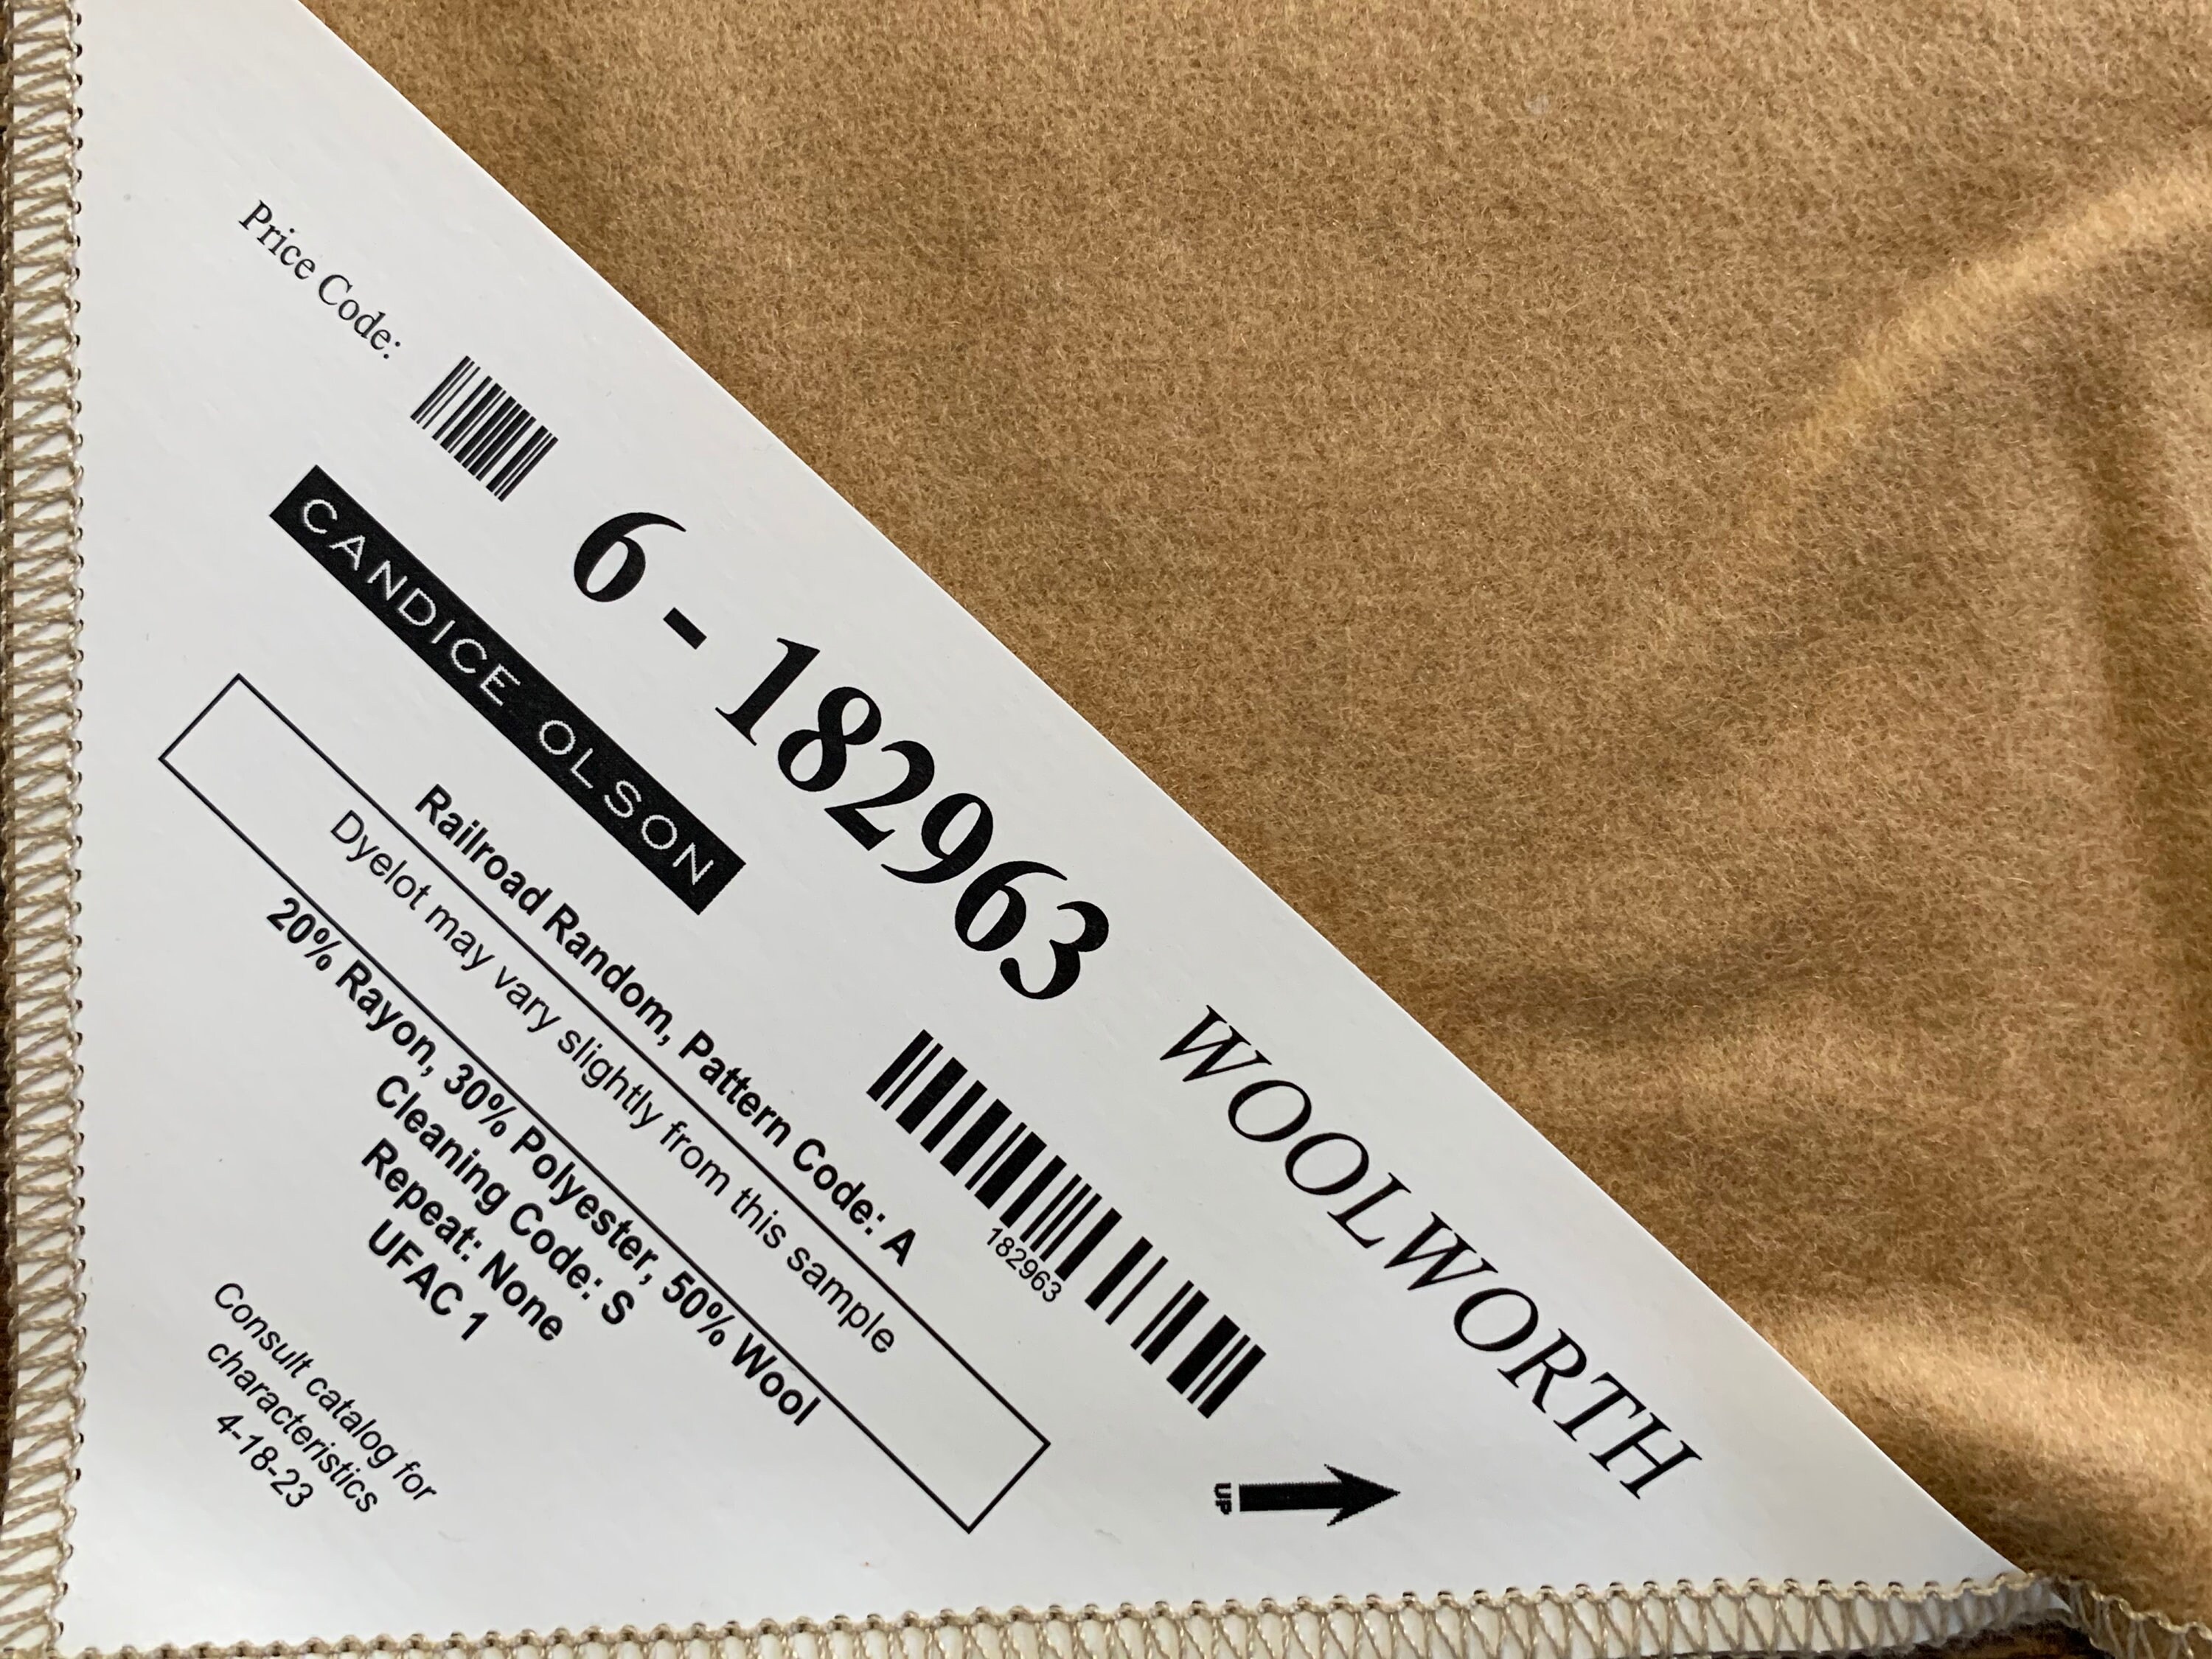 WOOLWORTH
6 - 182963
Price Code:
182963
UP
CANDICE OLSON
Railroad Random, Pattern Code: A
Dyelot may vary slightly from this sample
20% Rayon, 30% Polyester, 50% Wool
Cleaning Code: S
Repeat: None
UFAC 1
Consult catalog for
characteristics
4-18-23